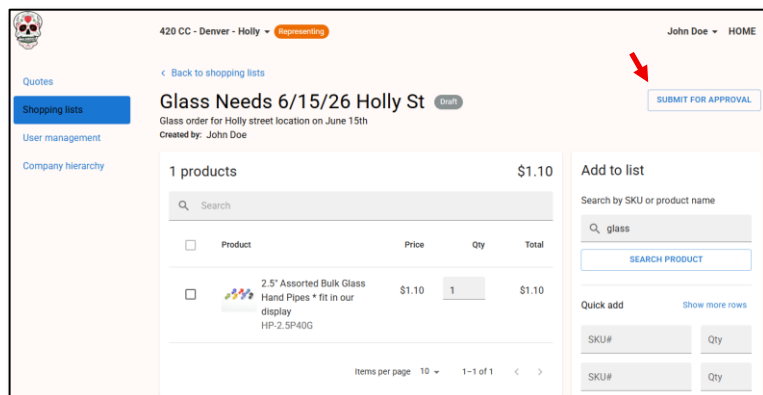 420 CC - Denver - Holly Representing John Doe HOME
Back to shopping lists
Quotes
Shopping lists
User management
Company hierarchy
Glass Needs 6/15/26 Holly St Draft
SUBMIT FOR APPROVAL
Glass order for Holly street location on June 15th
Created by: John Doe
1 products $1.10
Search
Product Price Qty Total
2.5" Assorted Bulk Glass
Hand Pipes * fit in our
display
HP-2.5P40G
$1.10 1 $1.10
Items per page 10 1-1 of 1
Add to list
Search by SKU or product name
glass
SEARCH PRODUCT
Quick add Show more rows
SKU# Qty
SKU# Qty